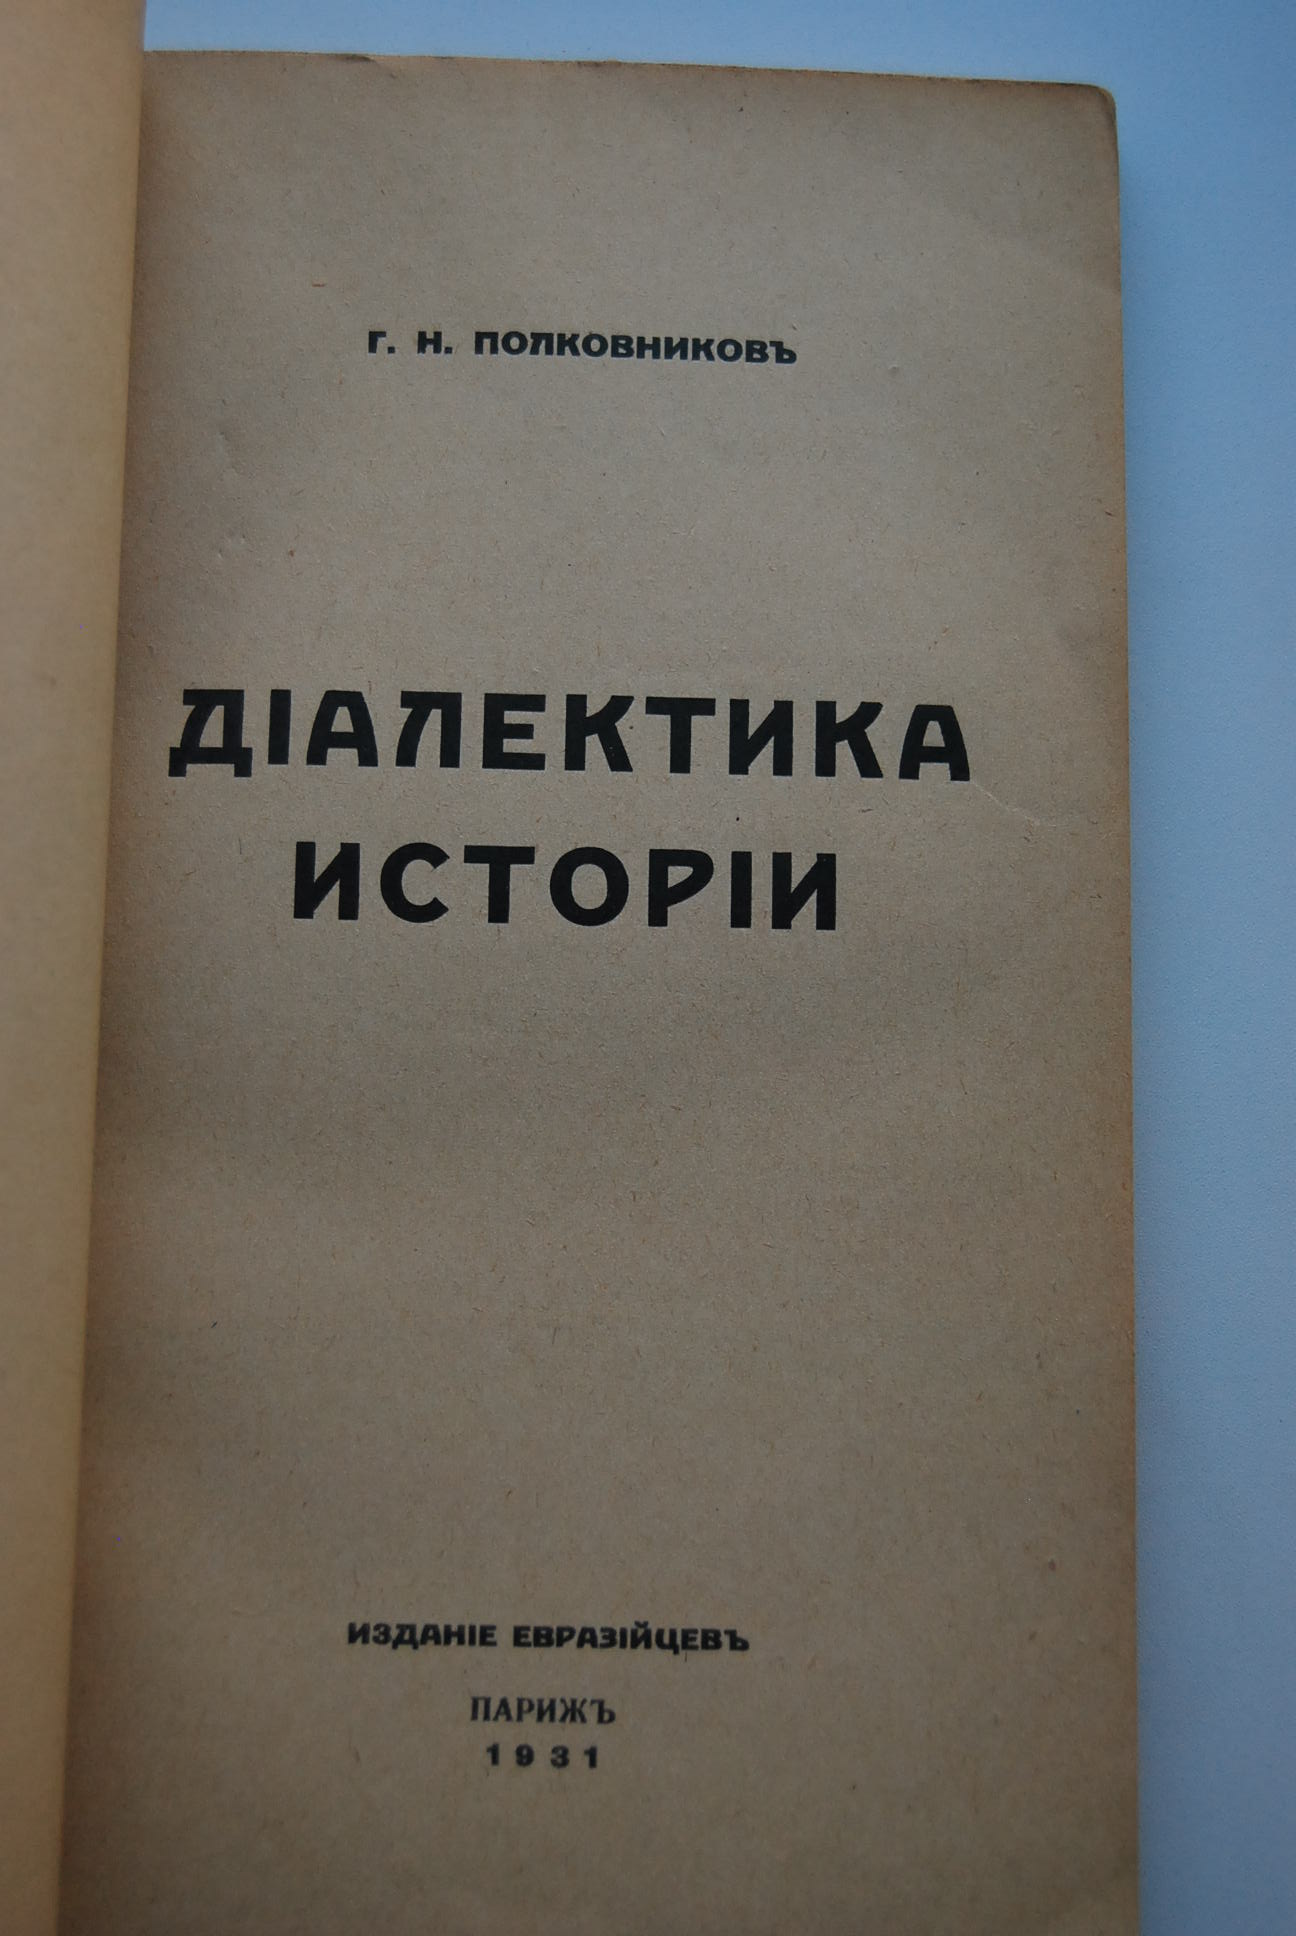 Г. Н. ПОЛКОВНИКОВЪ
ДІАЛЕКТИКА
ИСТОРІИ
ИЗДАНІЕ ЕВРАЗІЙЦЕВЪ
ПАРИЖЪ
1931